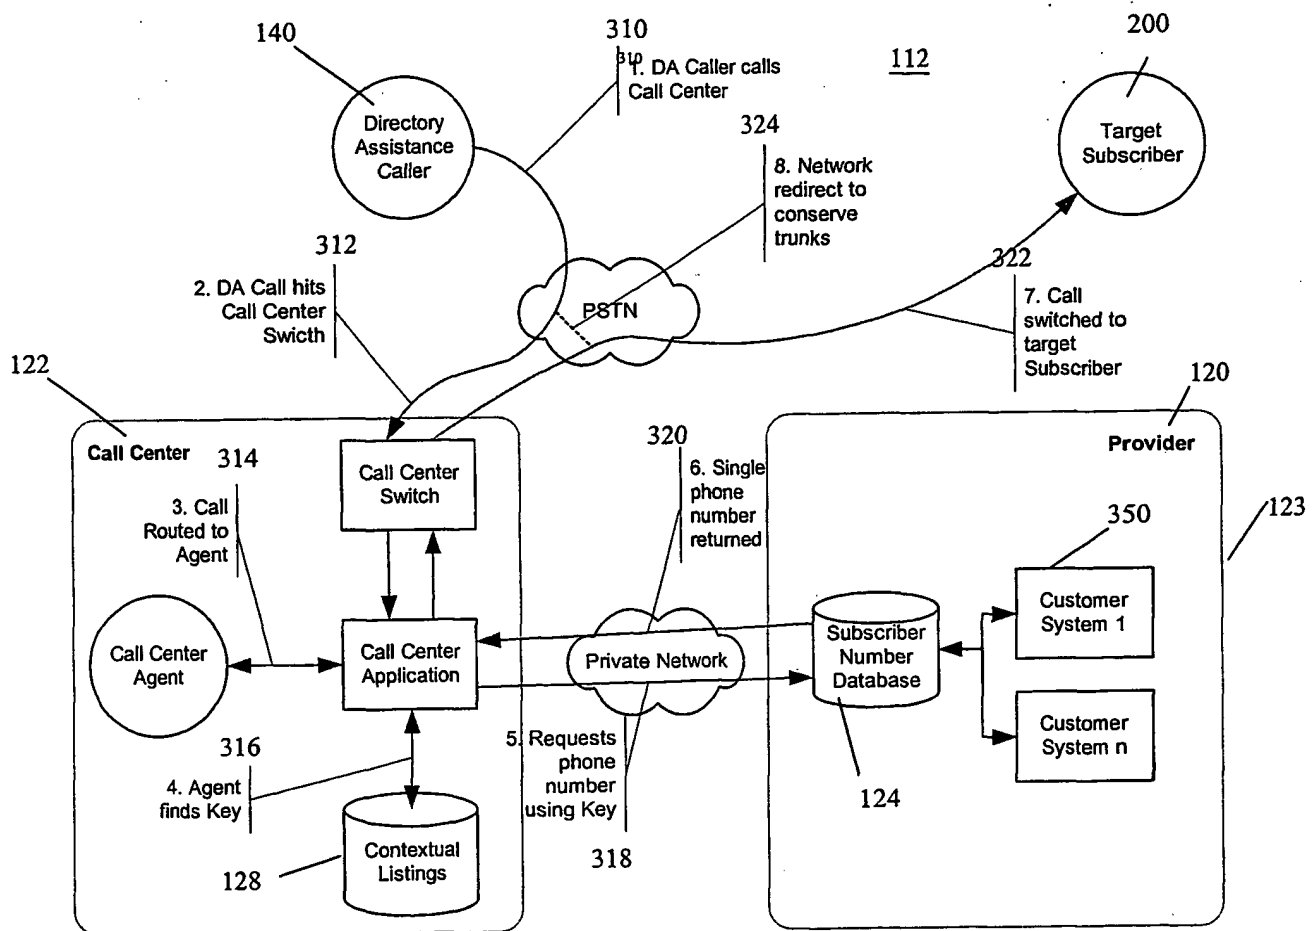 140
310
310
1. DA Caller calls
Call Center
112
200
Directory
Assistance
Caller
324
8. Network
redirect to
conserve
trunks
Target
Subscriber
312
2. DA Call hits
Call Center
Swicth
PSTN
322
7. Call
switched to
target
Subscriber
122
120
Call Center
314
3. Call
Routed to
Agent
Call Center
Switch
320
6. Single
phone
number
returned
Provider
350
123
Customer
System 1
Call Center
Agent
Call Center
Application
Private Network
Subscriber
Number
Database
Customer
System n
316
4. Agent
finds Key
5. Requests
phone
number
using Key
124
318
128
Contextual
Listings